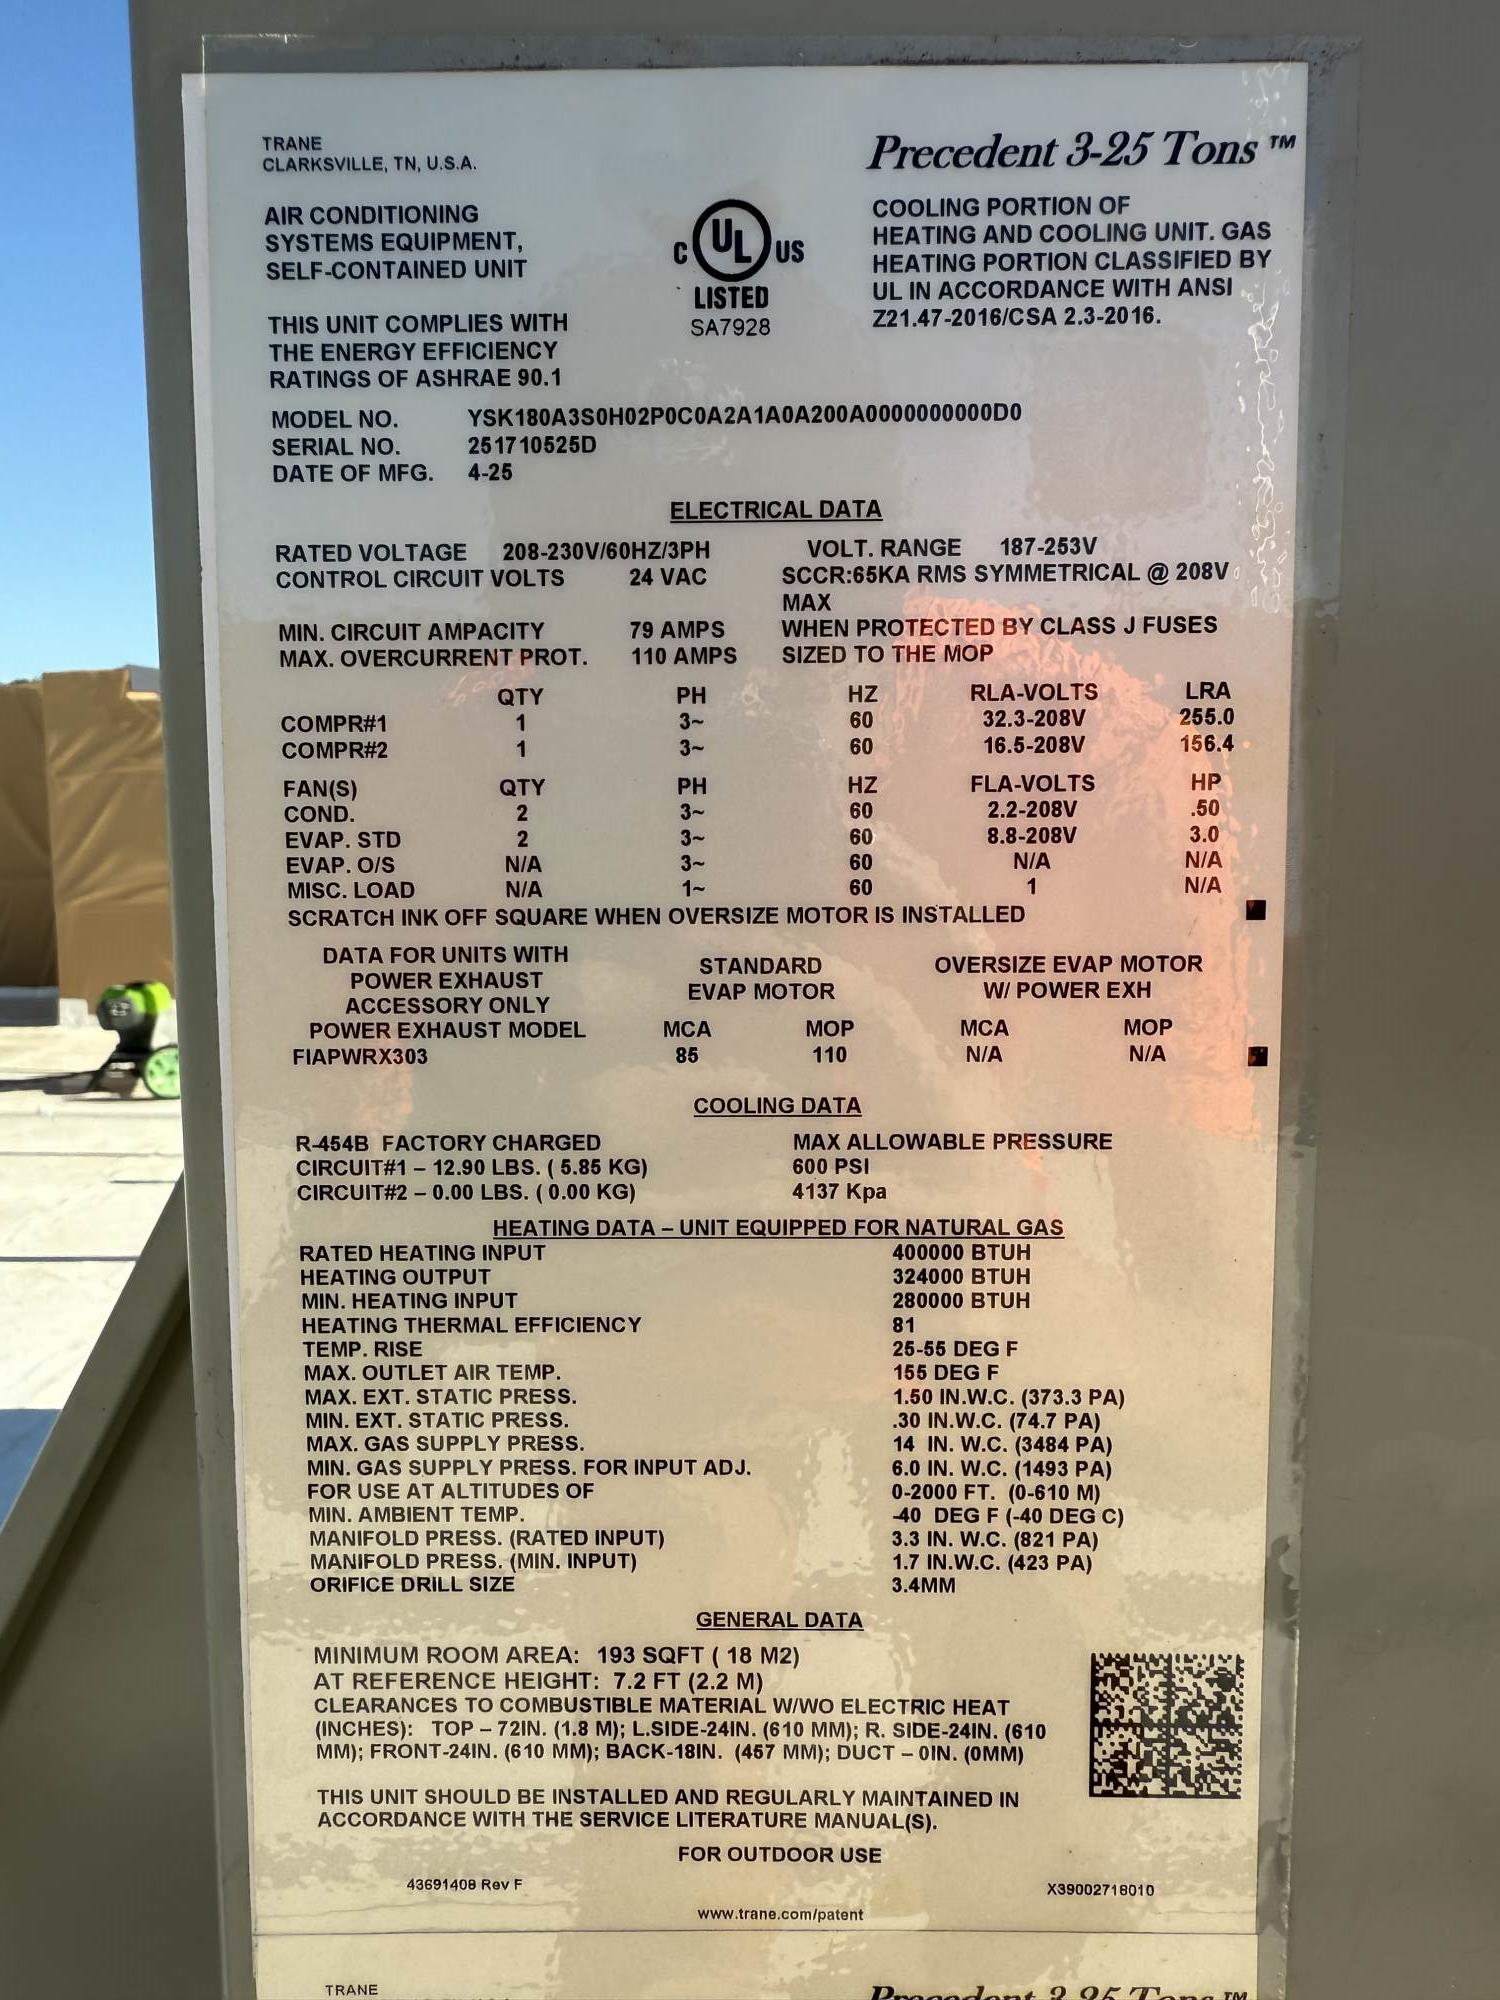 TRANE
CLARKSVILLE, TN, U.S.A.
Precedent 3-25 Tons ™
AIR CONDITIONING
SYSTEMS EQUIPMENT,
SELF-CONTAINED UNIT
C UL US
LISTED
SA7928
COOLING PORTION OF
HEATING AND COOLING UNIT. GAS
HEATING PORTION CLASSIFIED BY
UL IN ACCORDANCE WITH ANSI
Z21.47-2016/CSA 2.3-2016.
THIS UNIT COMPLIES WITH
THE ENERGY EFFICIENCY
RATINGS OF ASHRAE 90.1
MODEL NO. YSK180A3S0H02P0C0A2A1A0A200A0000000000D0
SERIAL NO. 251710525D
DATE OF MFG. 4-25
ELECTRICAL DATA
RATED VOLTAGE 208-230V/60HZ/3PH VOLT. RANGE 187-253V
CONTROL CIRCUIT VOLTS 24 VAC SCCR:65KA RMS SYMMETRICAL @ 208V
MAX
MIN. CIRCUIT AMPACITY 79 AMPS WHEN PROTECTED BY CLASS J FUSES
MAX. OVERCURRENT PROT. 110 AMPS SIZED TO THE MOP
QTY PH HZ RLA-VOLTS LRA
COMPR#1 1 3~ 60 32.3-208V 255.0
COMPR#2 1 3~ 60 16.5-208V 156.4
FAN(S) QTY PH HZ FLA-VOLTS HP
COND. 2 3~ 60 2.2-208V .50
EVAP. STD 2 3~ 60 8.8-208V 3.0
EVAP. O/S N/A 3~ 60 N/A N/A
MISC. LOAD N/A 1~ 60 1 N/A
SCRATCH INK OFF SQUARE WHEN OVERSIZE MOTOR IS INSTALLED
DATA FOR UNITS WITH
POWER EXHAUST
ACCESSORY ONLY
STANDARD
EVAP MOTOR
OVERSIZE EVAP MOTOR
W/ POWER EXH
POWER EXHAUST MODEL MCA MOP MCA MOP
FIAPWRX303 85 110 N/A N/A
COOLING DATA
R-454B FACTORY CHARGED MAX ALLOWABLE PRESSURE
CIRCUIT#1 – 12.90 LBS. ( 5.85 KG) 600 PSI
CIRCUIT#2 – 0.00 LBS. ( 0.00 KG) 4137 Kpa
HEATING DATA – UNIT EQUIPPED FOR NATURAL GAS
RATED HEATING INPUT 400000 BTUH
HEATING OUTPUT 324000 BTUH
MIN. HEATING INPUT 280000 BTUH
HEATING THERMAL EFFICIENCY 81
TEMP. RISE 25-55 DEG F
MAX. OUTLET AIR TEMP. 155 DEG F
MAX. EXT. STATIC PRESS. 1.50 IN.W.C. (373.3 PA)
MIN. EXT. STATIC PRESS. .30 IN.W.C. (74.7 PA)
MAX. GAS SUPPLY PRESS. 14 IN. W.C. (3484 PA)
MIN. GAS SUPPLY PRESS. FOR INPUT ADJ. 6.0 IN. W.C. (1493 PA)
FOR USE AT ALTITUDES OF 0-2000 FT. (0-610 M)
MIN. AMBIENT TEMP. -40 DEG F (-40 DEG C)
MANIFOLD PRESS. (RATED INPUT) 3.3 IN. W.C. (821 PA)
MANIFOLD PRESS. (MIN. INPUT) 1.7 IN.W.C. (423 PA)
ORIFICE DRILL SIZE 3.4MM
GENERAL DATA
MINIMUM ROOM AREA: 193 SQFT ( 18 M2)
AT REFERENCE HEIGHT: 7.2 FT (2.2 M)
CLEARANCES TO COMBUSTIBLE MATERIAL W/WO ELECTRIC HEAT
(INCHES): TOP – 72IN. (1.8 M); L.SIDE-24IN. (610 MM); R. SIDE-24IN. (610
MM); FRONT-24IN. (610 MM); BACK-18IN. (457 MM); DUCT – 0IN. (0MM)
THIS UNIT SHOULD BE INSTALLED AND REGULARLY MAINTAINED IN
ACCORDANCE WITH THE SERVICE LITERATURE MANUAL(S).
FOR OUTDOOR USE
43691408 Rev F X39002718010
www.trane.com/patent
TRANE
Precedent 3-25 Tons ™